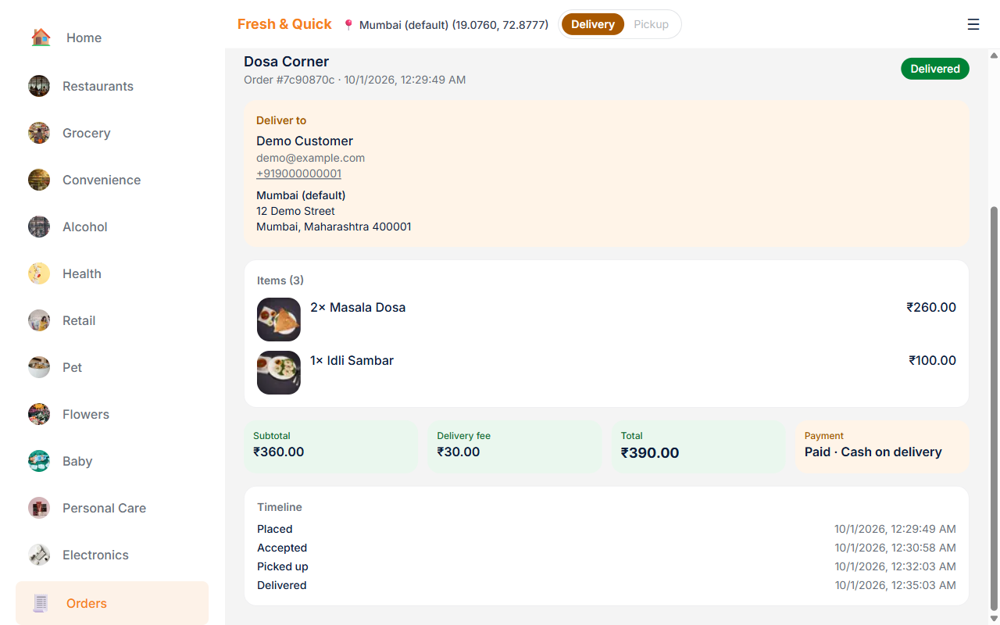 Home
Restaurants
Grocery
Convenience
Alcohol
Health
Retail
Pet
Flowers
Baby
Personal Care
Electronics
Orders
Fresh & Quick
Mumbai (default) (19.0760, 72.8777)
Delivery
Pickup
Dosa Corner
Order #7c90870c · 10/1/2026, 12:29:49 AM
Delivered
Deliver to
Demo Customer
demo@example.com
+919000000001
Mumbai (default)
12 Demo Street
Mumbai, Maharashtra 400001
Items (3)
2× Masala Dosa ₹260.00
1× Idli Sambar ₹100.00
Subtotal
₹360.00
Delivery fee
₹30.00
Total
₹390.00
Payment
Paid · Cash on delivery
Timeline
Placed 10/1/2026, 12:29:49 AM
Accepted 10/1/2026, 12:30:58 AM
Picked up 10/1/2026, 12:32:03 AM
Delivered 10/1/2026, 12:35:03 AM